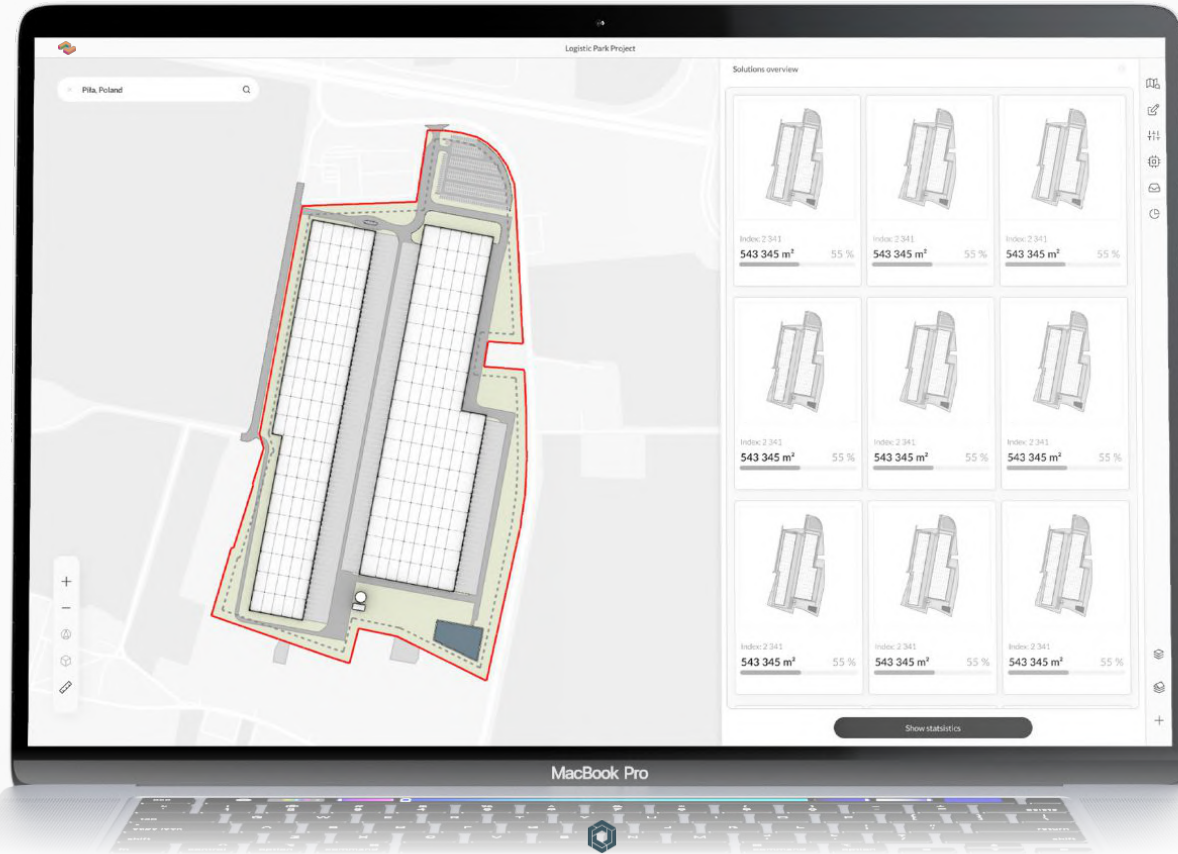 Logistic Park Project
Piła, Poland
Solutions overview
Index: 2 341
543 345 m² 55 %
Index: 2 341
543 345 m² 55 %
Index: 2 341
543 345 m² 55 %
Index: 2 341
543 345 m² 55 %
Index: 2 341
543 345 m² 55 %
Index: 2 341
543 345 m² 55 %
Index: 2 341
543 345 m² 55 %
Index: 2 341
543 345 m² 55 %
Index: 2 341
543 345 m² 55 %
Show statsistics
MacBook Pro